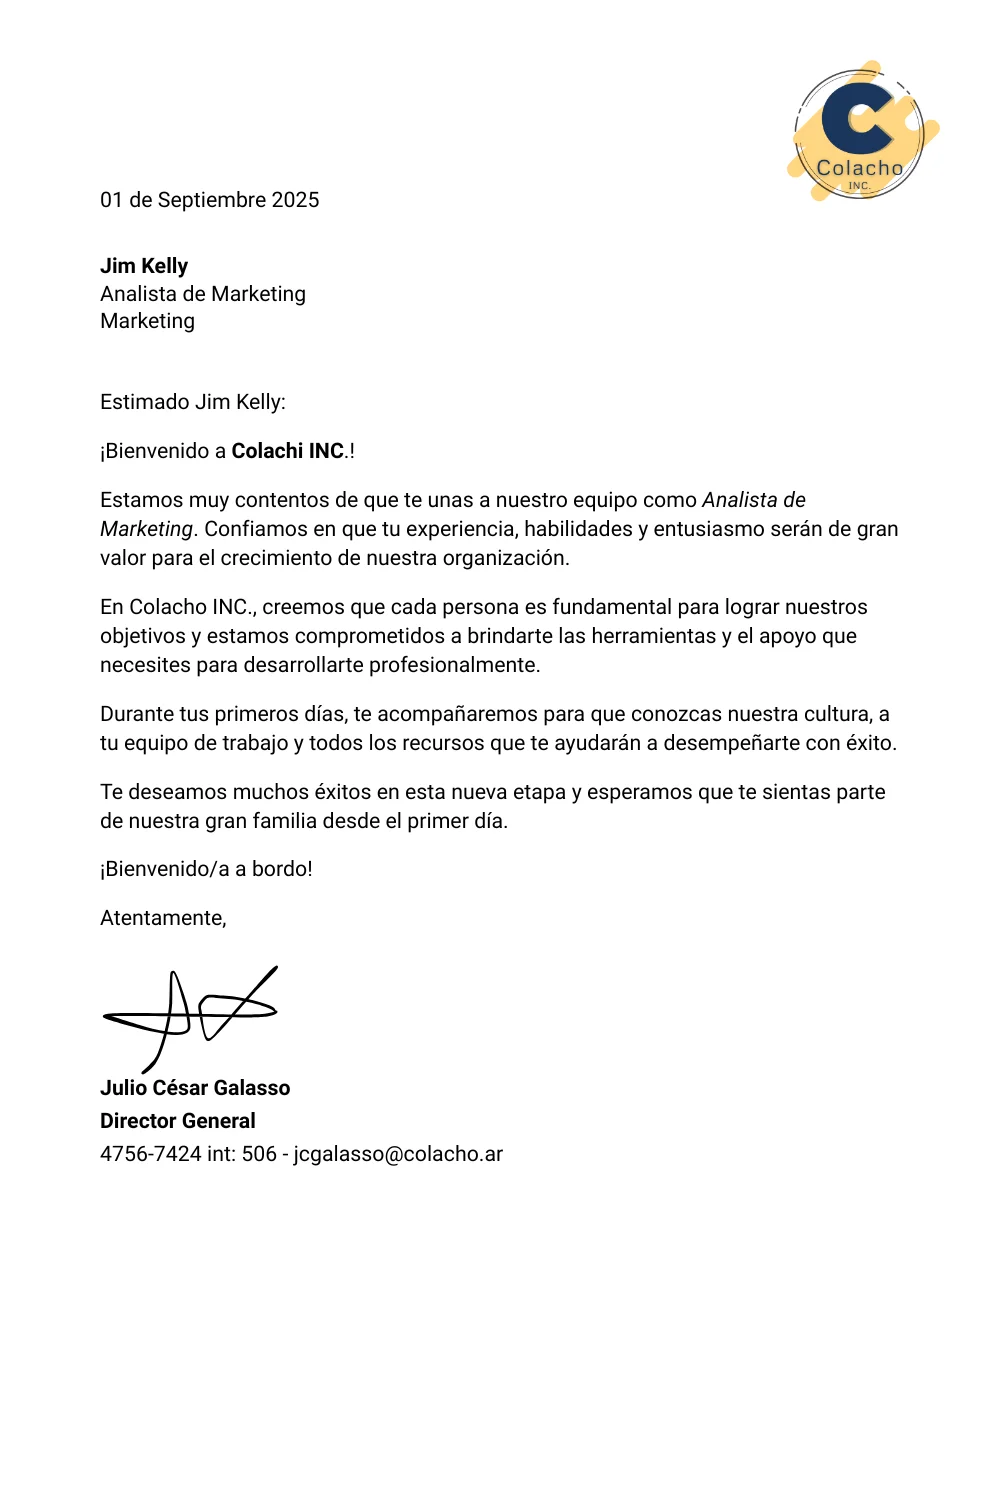 Colacho
INC.
01 de Septiembre 2025
Jim Kelly
Analista de Marketing
Marketing
Estimado Jim Kelly:
¡Bienvenido a Colachi INC.!
Estamos muy contentos de que te unas a nuestro equipo como Analista de
Marketing. Confiamos en que tu experiencia, habilidades y entusiasmo serán de gran
valor para el crecimiento de nuestra organización.
En Colacho INC., creemos que cada persona es fundamental para lograr nuestros
objetivos y estamos comprometidos a brindarte las herramientas y el apoyo que
necesites para desarrollarte profesionalmente.
Durante tus primeros días, te acompañaremos para que conozcas nuestra cultura, a
tu equipo de trabajo y todos los recursos que te ayudarán a desempeñarte con éxito.
Te deseamos muchos éxitos en esta nueva etapa y esperamos que te sientas parte
de nuestra gran familia desde el primer día.
¡Bienvenido/a a bordo!
Atentamente,
Julio César Galasso
Director General
4756-7424 int: 506 - jcgalasso@colacho.ar